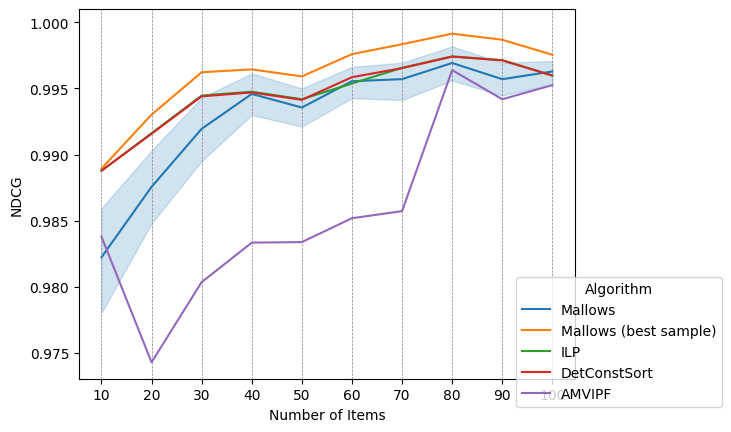 1.000
0.995
0.990
0.985
0.980
0.975
NDCG
10 20 30 40 50 60 70 80 90 100
Number of Items
Algorithm
Mallows
Mallows (best sample)
ILP
DetConstSort
AMVIPF